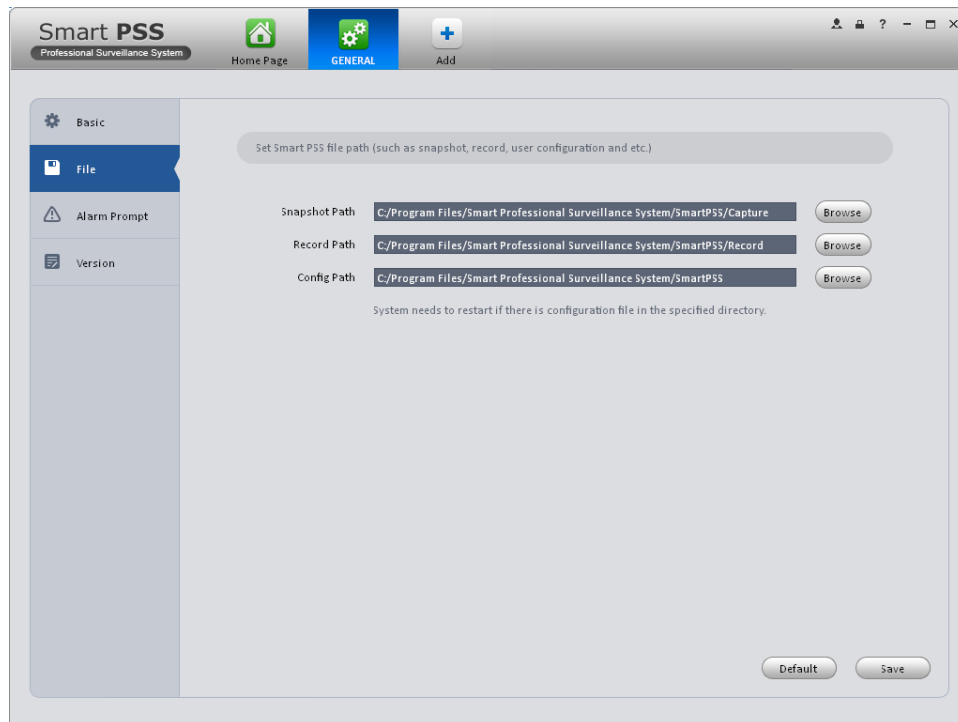 Smart PSS
Professional Surveillance System
Home Page
GENERAL
Add
?
Basic
File
Alarm Prompt
Version
Set Smart PSS file path (such as snapshot, record, user configuration and etc.)
Snapshot Path C:/Program Files/Smart Professional Surveillance System/SmartPSS/Capture Browse
Record Path C:/Program Files/Smart Professional Surveillance System/SmartPSS/Record Browse
Config Path C:/Program Files/Smart Professional Surveillance System/SmartPSS Browse
System needs to restart if there is configuration file in the specified directory.
Default Save